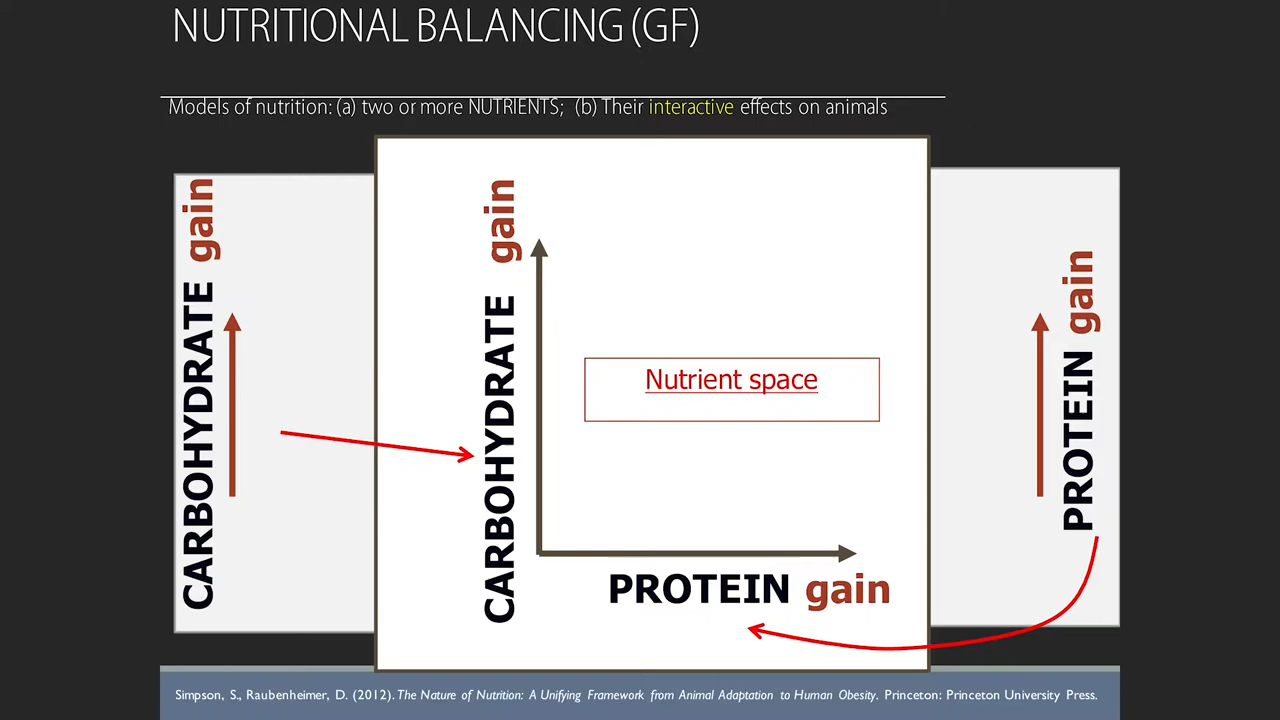 NUTRITIONAL BALANCING (GF)
Models of nutrition: (a) two or more NUTRIENTS; (b) Their interactive effects on animals
CARBOHYDRATE gain
CARBOHYDRATE gain
Nutrient space
PROTEIN gain
PROTEIN gain
Simpson, S., Raubenheimer, D. (2012). The Nature of Nutrition: A Unifying Framework from Animal Adaptation to Human Obesity. Princeton: Princeton University Press.